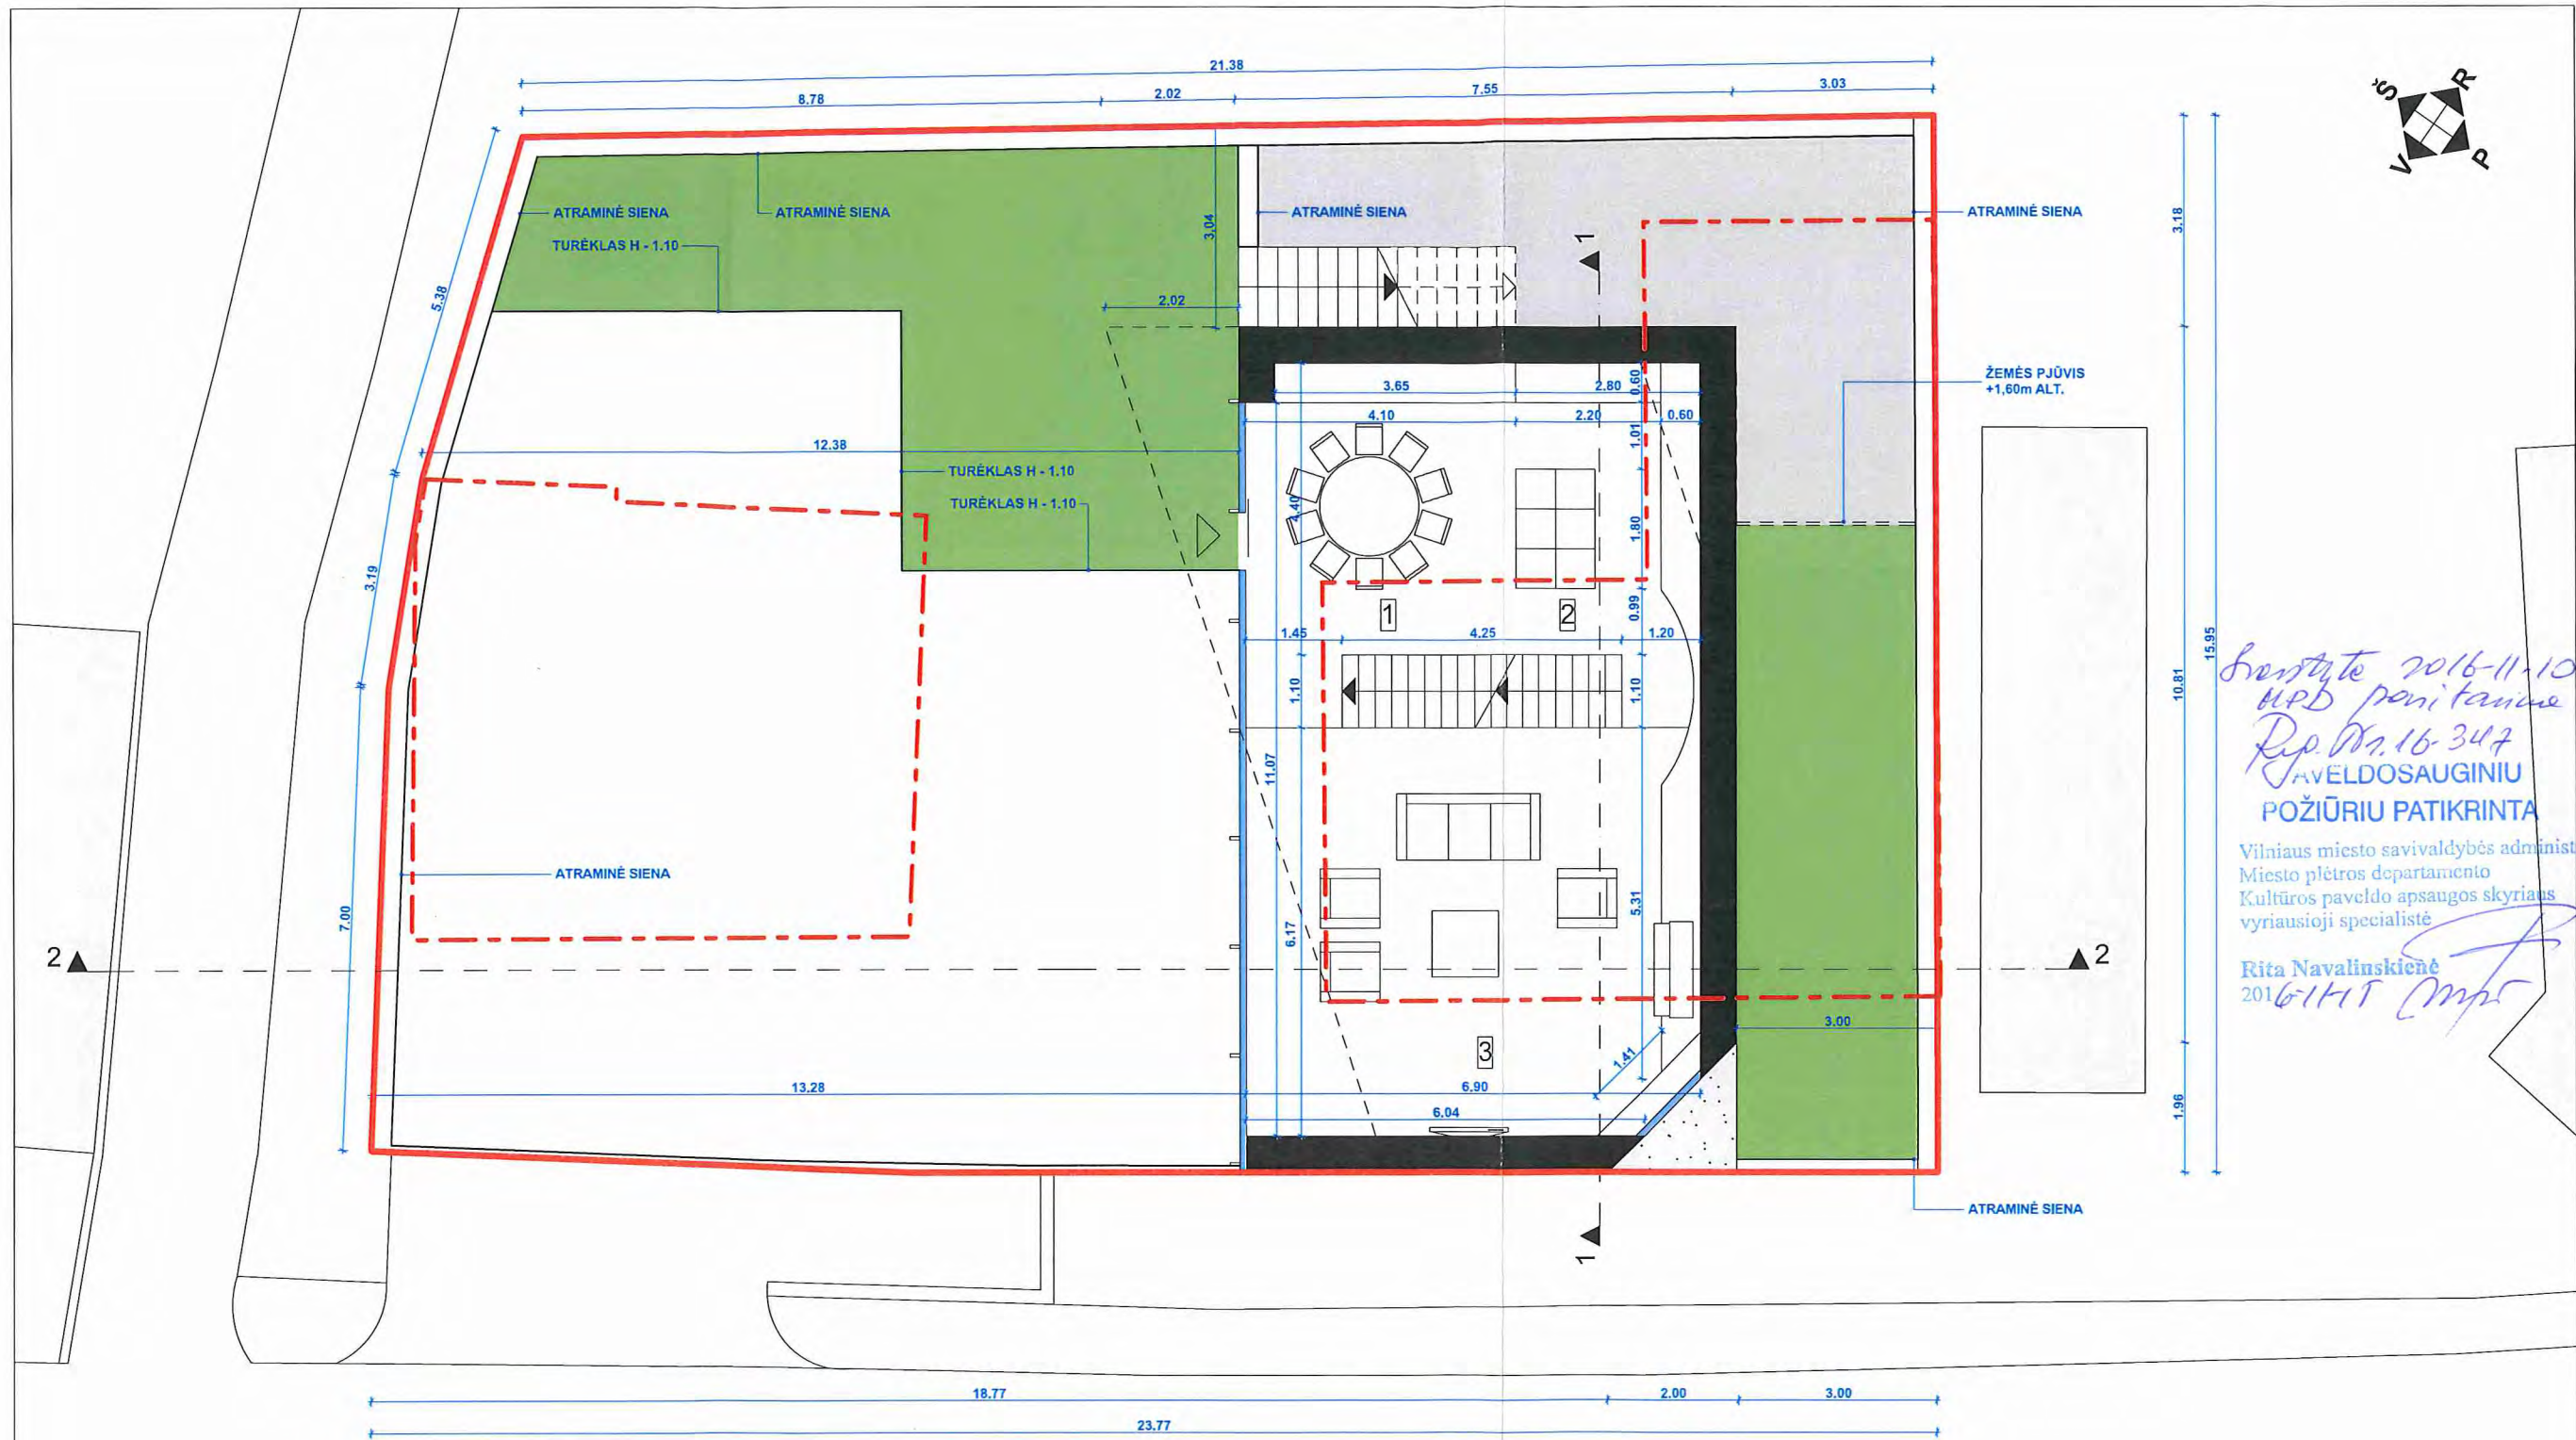 21.38
8.78
2.02
7.55
3.03
Š
R
V
P
ATRAMINĖ SIENA
ATRAMINĖ SIENA
ATRAMINĖ SIENA
ATRAMINĖ SIENA
TURĖKLAS H - 1.10
3.04
3.18
1
5.38
2.02
ŽEMĖS PJŪVIS
+1,60m ALT.
3.65
2.80
0.60
4.10
2.20
0.60
1.01
12.38
TURĖKLAS H - 1.10
TURĖKLAS H - 1.10
4.40
1.80
3.19
1
2
0.99
1.45
4.25
1.20
1.10
1.10
10.81
15.95
2016-11-10
Nr. 16-347
AVELDOSAUGINIU
POŽIŪRIU PATIKRINTA
Vilniaus miesto savivaldybės administ
Miesto plėtros departamento
Kultūros paveldo apsaugos skyriaus
vyriausioji specialistė
Rita Navalinskienė
201
11.07
ATRAMINĖ SIENA
7.00
6.17
5.31
2
2
3.00
3
1.41
13.28
6.90
6.04
1.96
ATRAMINĖ SIENA
1
18.77
2.00
3.00
23.77